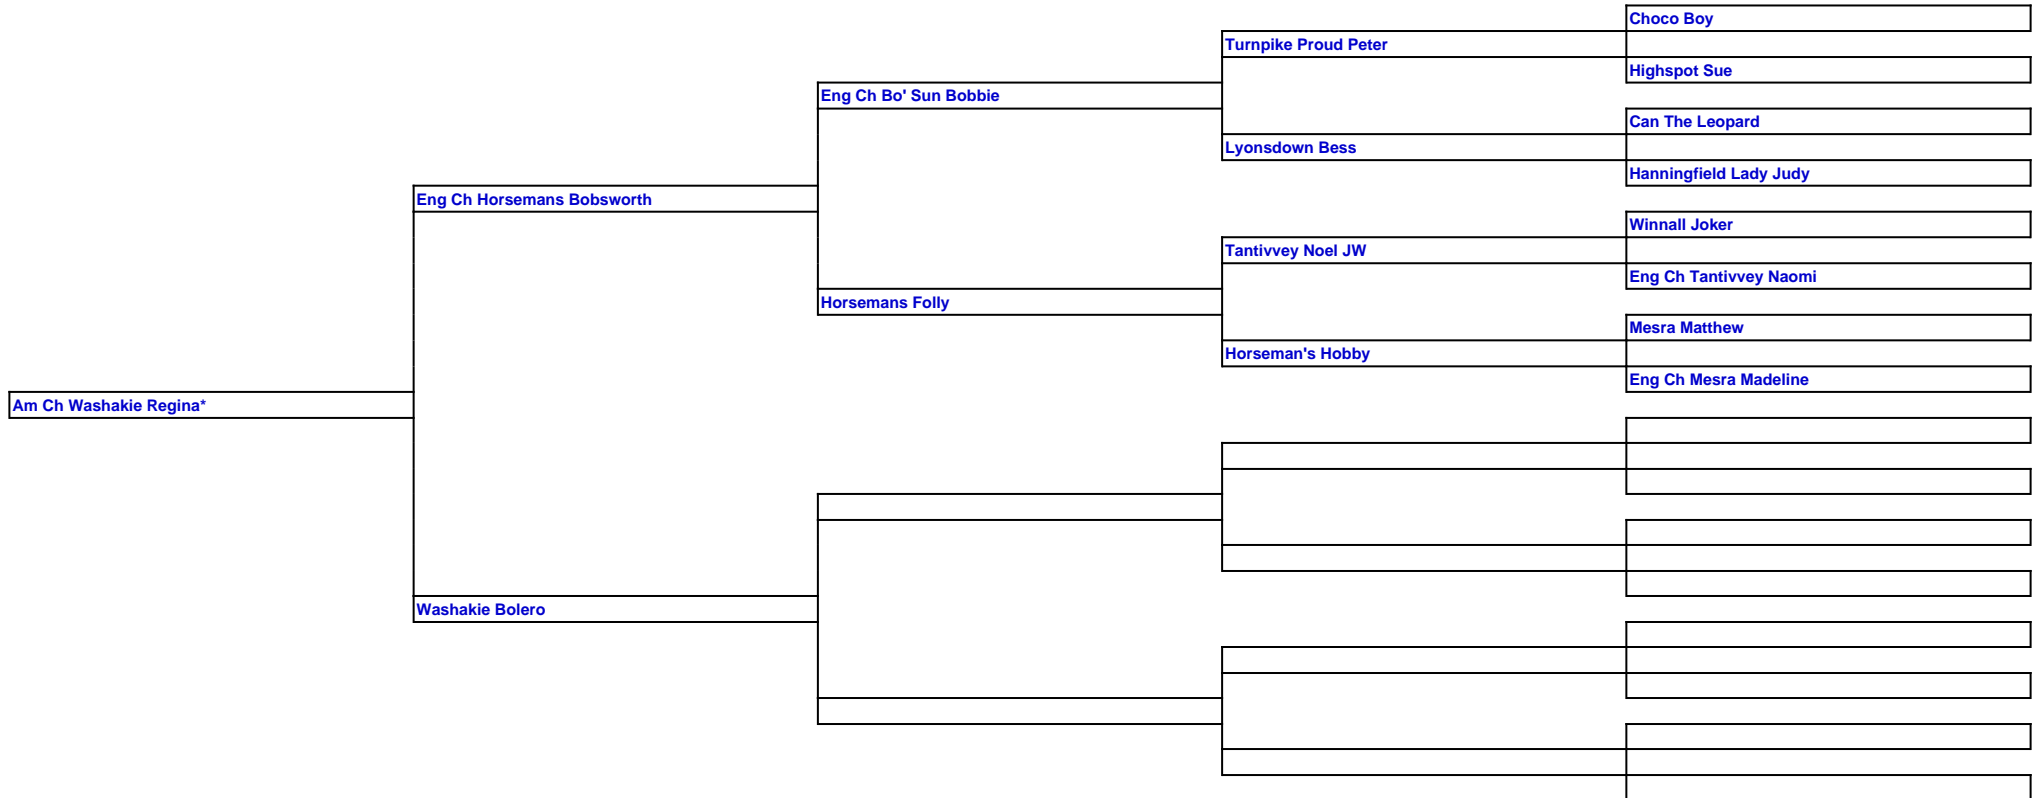 Choco Boy
Turnpike Proud Peter
Highspot Sue
Eng Ch Bo' Sun Bobbie
Can The Leopard
Lyonsdown Bess
Hanningfield Lady Judy
Eng Ch Horsemans Bobsworth
Winnall Joker
Tantivvey Noel JW
Eng Ch Tantivvey Naomi
Horsemans Folly
Mesra Matthew
Horseman's Hobby
Eng Ch Mesra Madeline
Am Ch Washakie Regina*
Washakie Bolero